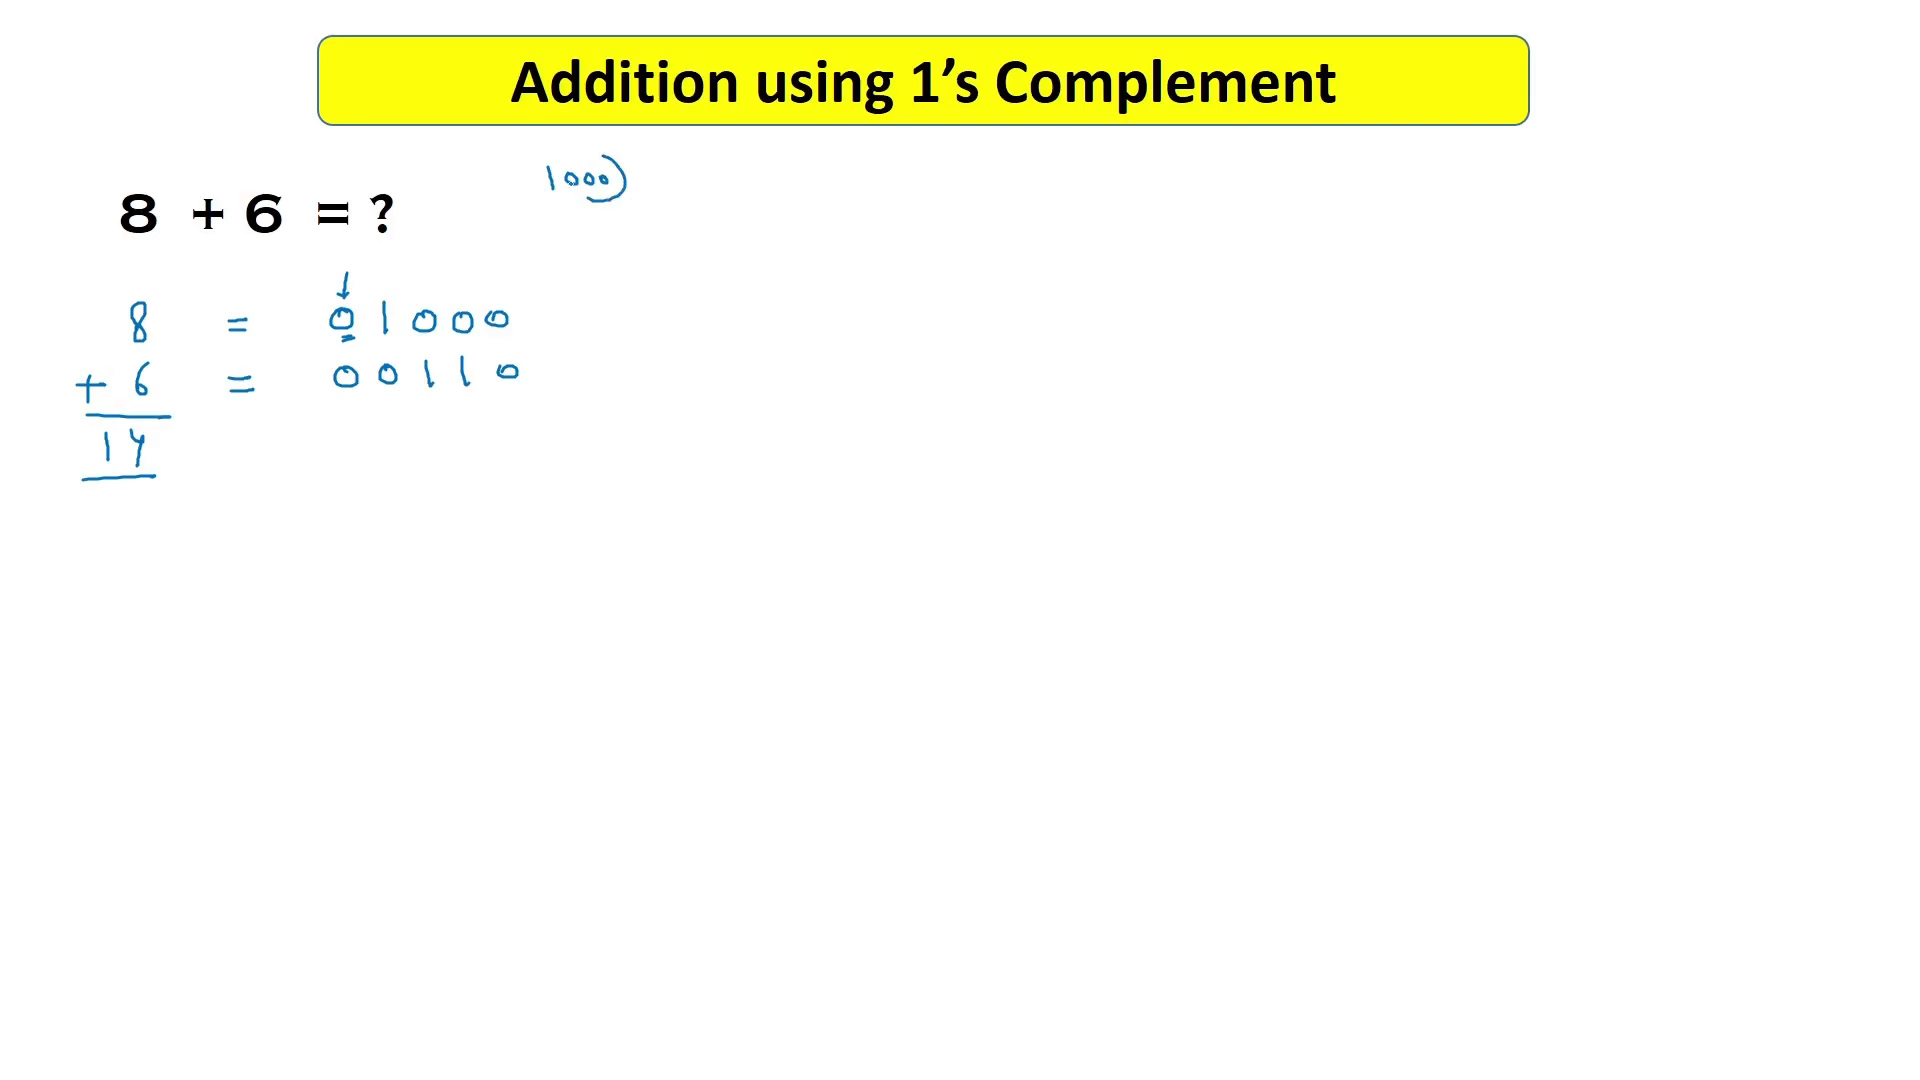 Addition using 1’s Complement
1000)
8 + 6 = ?
8 = 01000
+ 6 = 00110
14